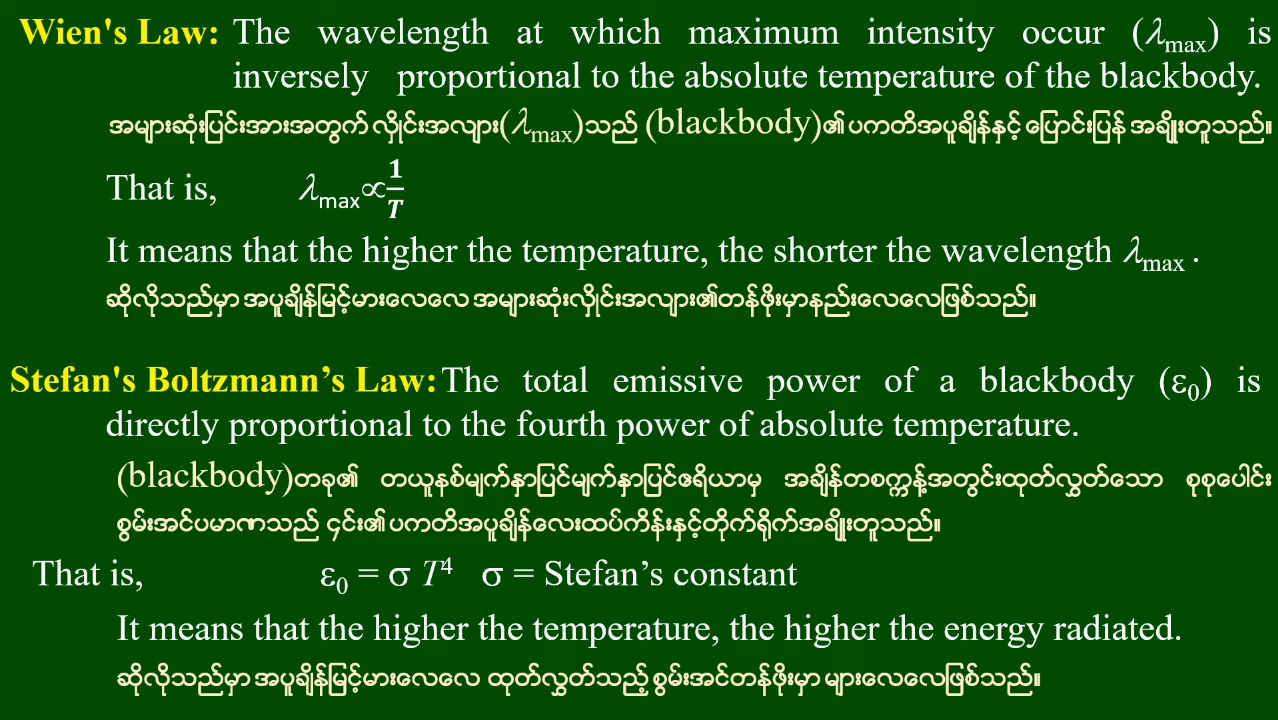 Wien's Law: The wavelength at which maximum intensity occur (λmax) is
inversely proportional to the absolute temperature of the blackbody.
အများဆုံးပြင်းအားအတွက် လှိုင်းအလျား(λmax)သည် (blackbody)၏ ပကတိအပူချိန်နှင့် ပြောင်းပြန် အချိုးတူသည်။
That is, λmax∝1/T
It means that the higher the temperature, the shorter the wavelength λmax .
ဆိုလိုသည်မှာ အပူချိန်မြင့်မားလေလေ အများဆုံးလှိုင်းအလျား၏တန်ဖိုးမှာနည်းလေလေဖြစ်သည်။
Stefan's Boltzmann’s Law: The total emissive power of a blackbody (ε0) is
directly proportional to the fourth power of absolute temperature.
(blackbody)တခု၏ တယူနစ်မျက်နှာပြင်မျက်နှာပြင်ဧရိယာမှ အချိန်တစက္ကန့်အတွင်းထုတ်လွှတ်သော စုစုပေါင်း
စွမ်းအင်ပမာဏသည် ၄င်း၏ ပကတိအပူချိန်လေးထပ်ကိန်းနှင့်တိုက်ရိုက်အချိုးတူသည်။
That is, ε0 = σ T⁴ σ = Stefan’s constant
It means that the higher the temperature, the higher the energy radiated.
ဆိုလိုသည်မှာ အပူချိန်မြင့်မားလေလေ ထုတ်လွှတ်သည့်စွမ်းအင်တန်ဖိုးမှာ များလေလေဖြစ်သည်။